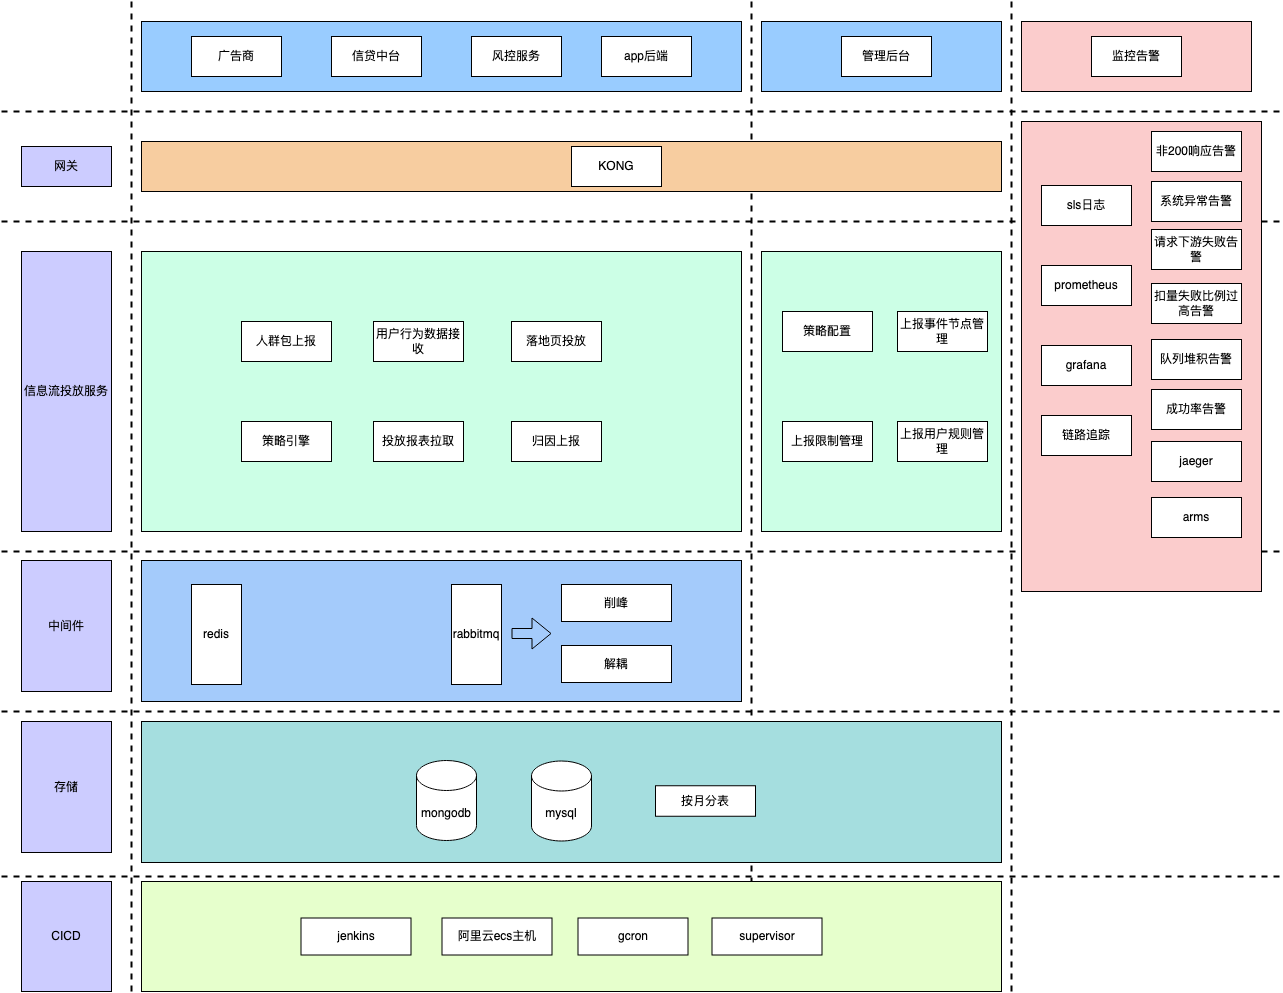 广告商
信贷中台
风控服务
app后端
管理后台
监控告警
网关
KONG
信息流投放服务
人群包上报
用户行为数据接
收
落地页投放
策略引擎
投放报表拉取
归因上报
策略配置
上报事件节点管
理
上报限制管理
上报用户规则管
理
sls日志
prometheus
grafana
链路追踪
非200响应告警
系统异常告警
请求下游失败告
警
扣量失败比例过
高告警
队列堆积告警
成功率告警
jaeger
arms
中间件
redis
rabbitmq
削峰
解耦
存储
mongodb
mysql
按月分表
CICD
jenkins
阿里云ecs主机
gcron
supervisor